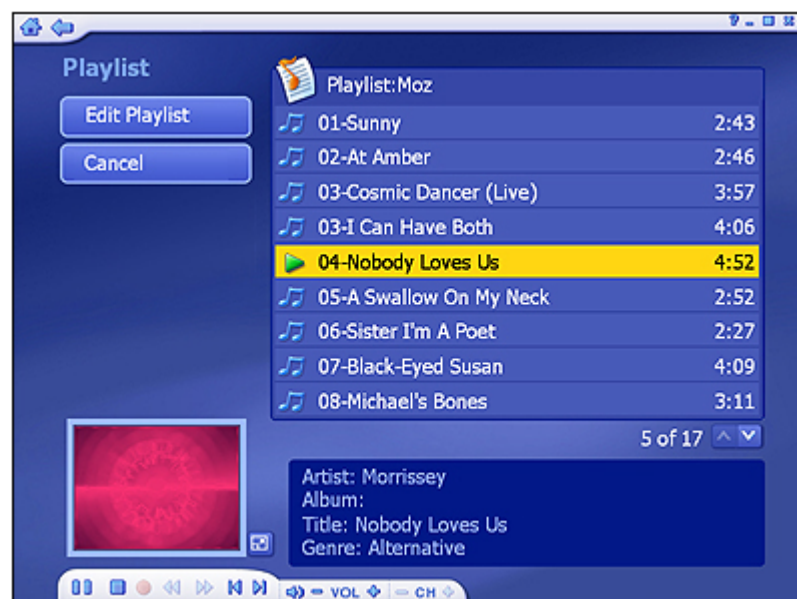 ? 
Playlist
Edit Playlist
Cancel
Playlist:Moz
01-Sunny 2:43
02-At Amber 2:46
03-Cosmic Dancer (Live) 3:57
03-I Can Have Both 4:06
04-Nobody Loves Us 4:52
05-A Swallow On My Neck 2:52
06-Sister I'm A Poet 2:27
07-Black-Eyed Susan 4:09
08-Michael's Bones 3:11
5 of 17
Artist: Morrissey
Album:
Title: Nobody Loves Us
Genre: Alternative
VOL CH